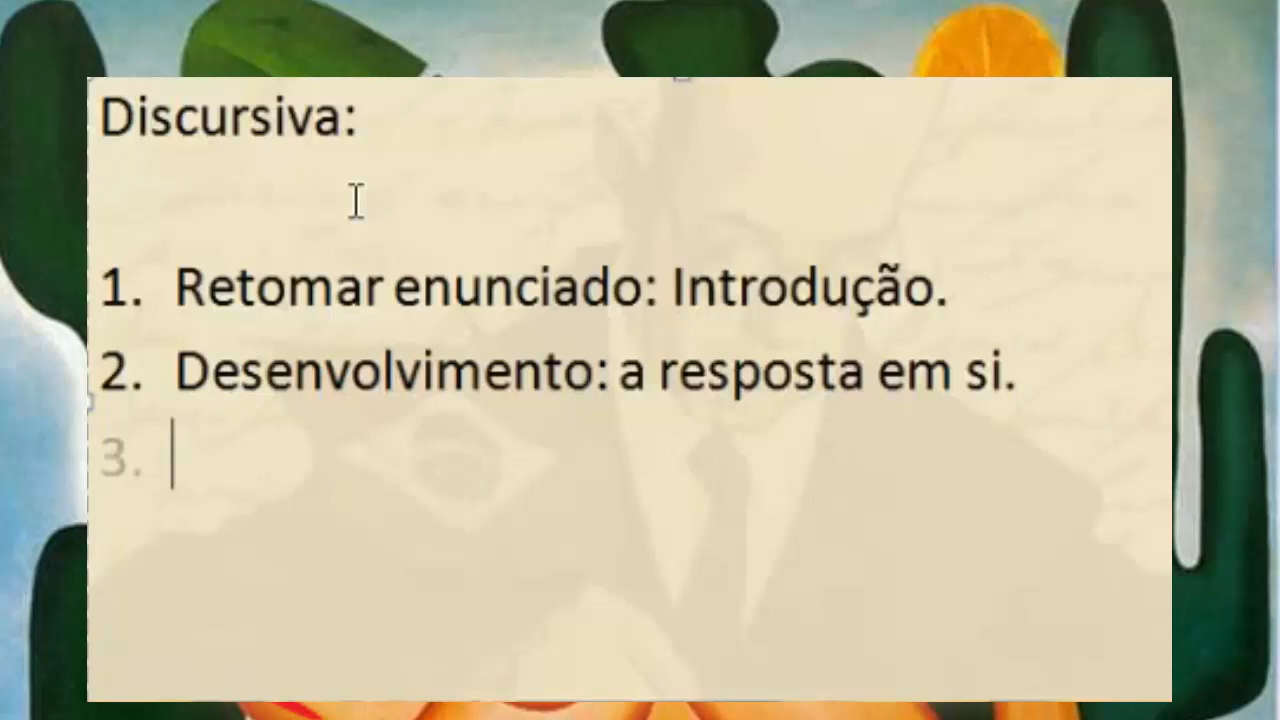 Discursiva:
1. Retomar enunciado: Introdução.
2. Desenvolvimento: a resposta em si.
3.